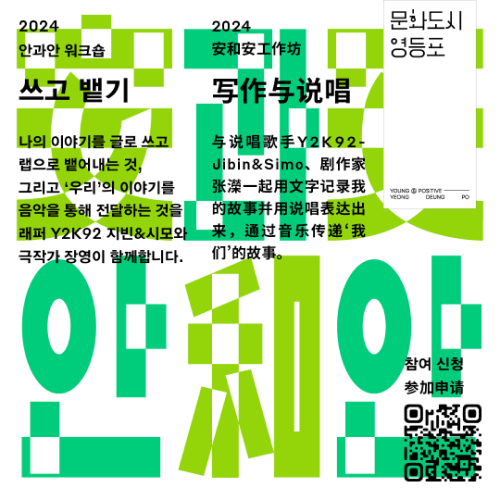 2024
안과안 워크숍
쓰고 뱉기
나의 이야기를 글로 쓰고
랩으로 뱉어내는 것,
그리고 ‘우리’의 이야기를
음악을 통해 전달하는 것을
래퍼 Y2K92 지빈&시모와
극작가 장영이 함께합니다.
2024
安和安工作坊
写作与说唱
与说唱歌手Y2K92-
Jibin&Simo、剧作家
张滢一起用文字记录我
的故事并用说唱表达出
来，通过音乐传递‘我
们’的故事。
문화도시
영등포
YOUNG POSITIVE
YEONG DEUNG PO
안和안
참여 신청
参加申请